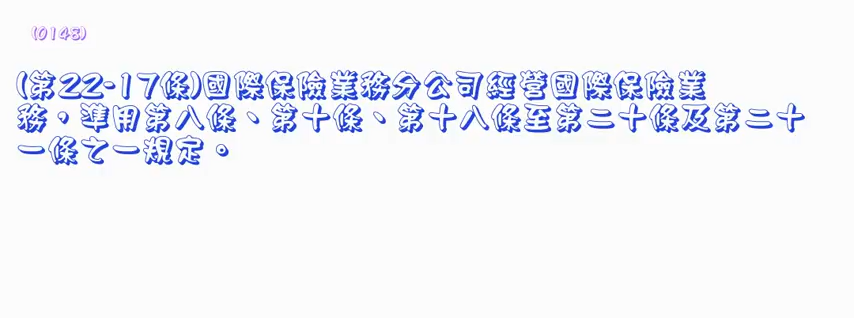 (0148)
(第22-17條)國際保險業務分公司經營國際保險業
務，準用第八條、第十條、第十八條至第二十條及第二十
一條之一規定。